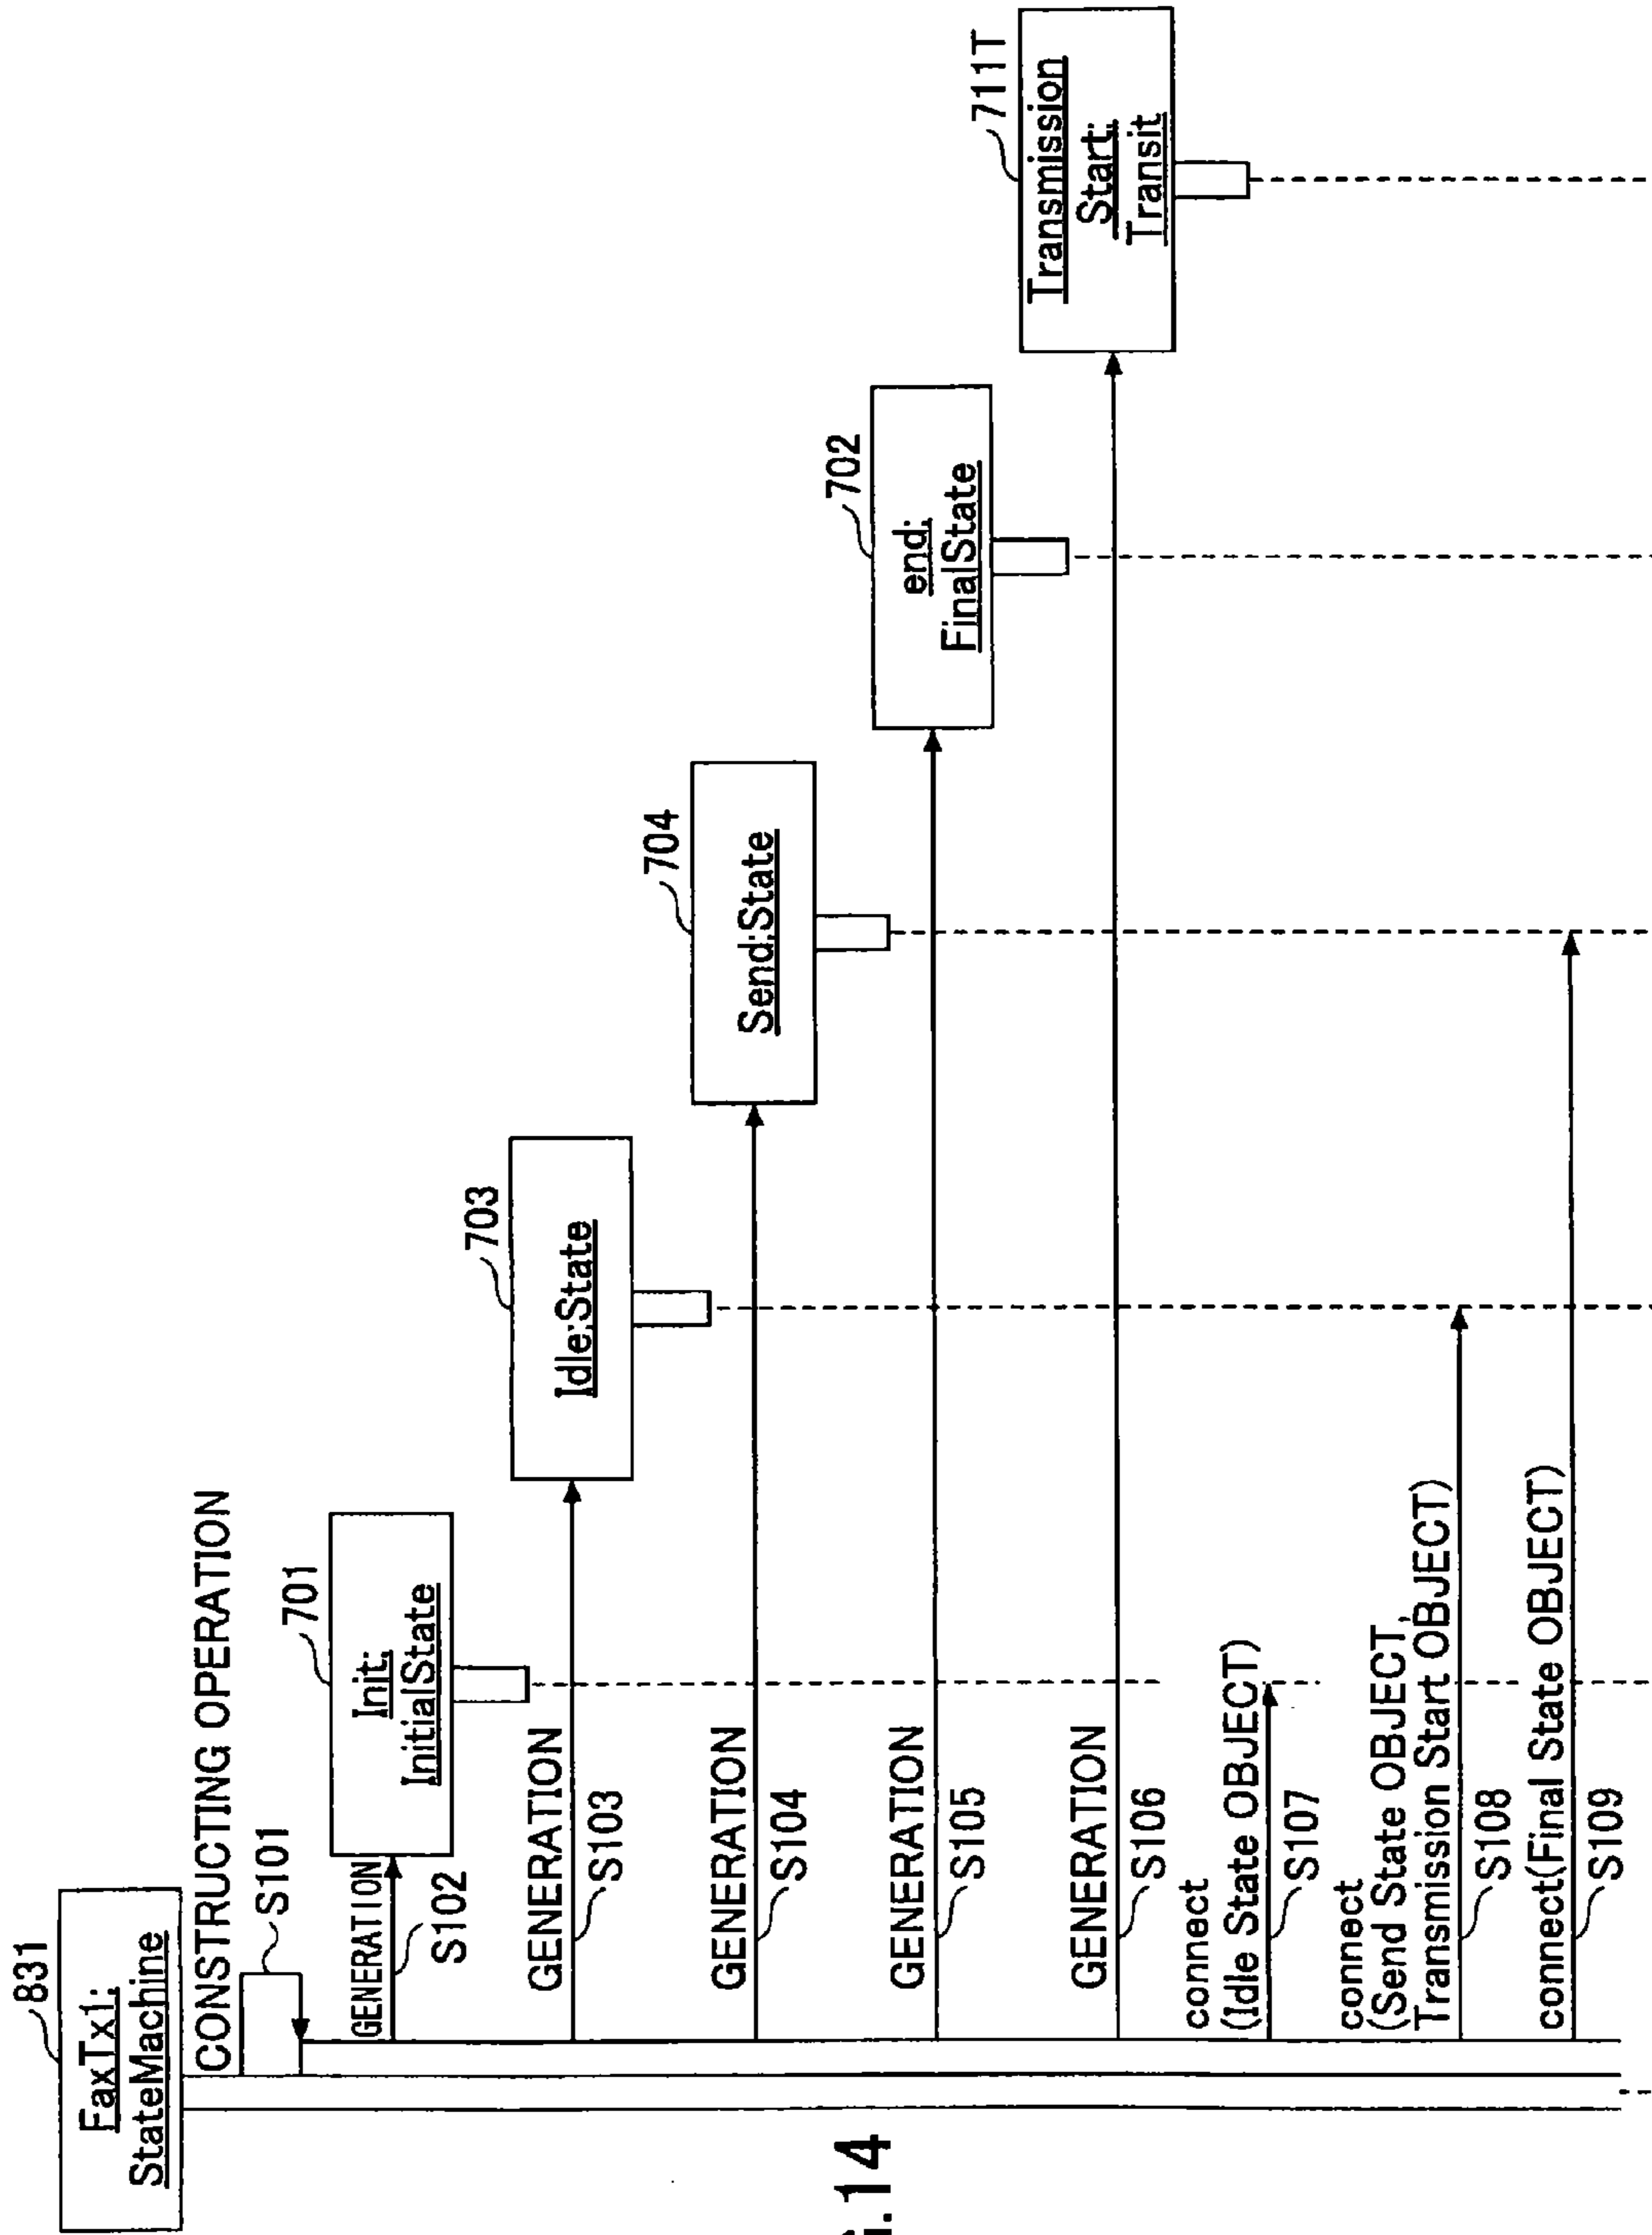 FaxTx1:
StateMachine
831
CONSTRUCTING OPERATION
S101
Init:
InitialState
701
GENERATION
S102
Idle:State
703
GENERATION
S103
Send:State
704
GENERATION
S104
end:
FinalState
702
GENERATION
S105
Transmission
Start:
Transit
711T
GENERATION
S106
connect
(Idle State OBJECT)
S107
connect
(Send State OBJECT,
Transmission Start OBJECT)
S108
connect(Final State OBJECT)
S109
G.14